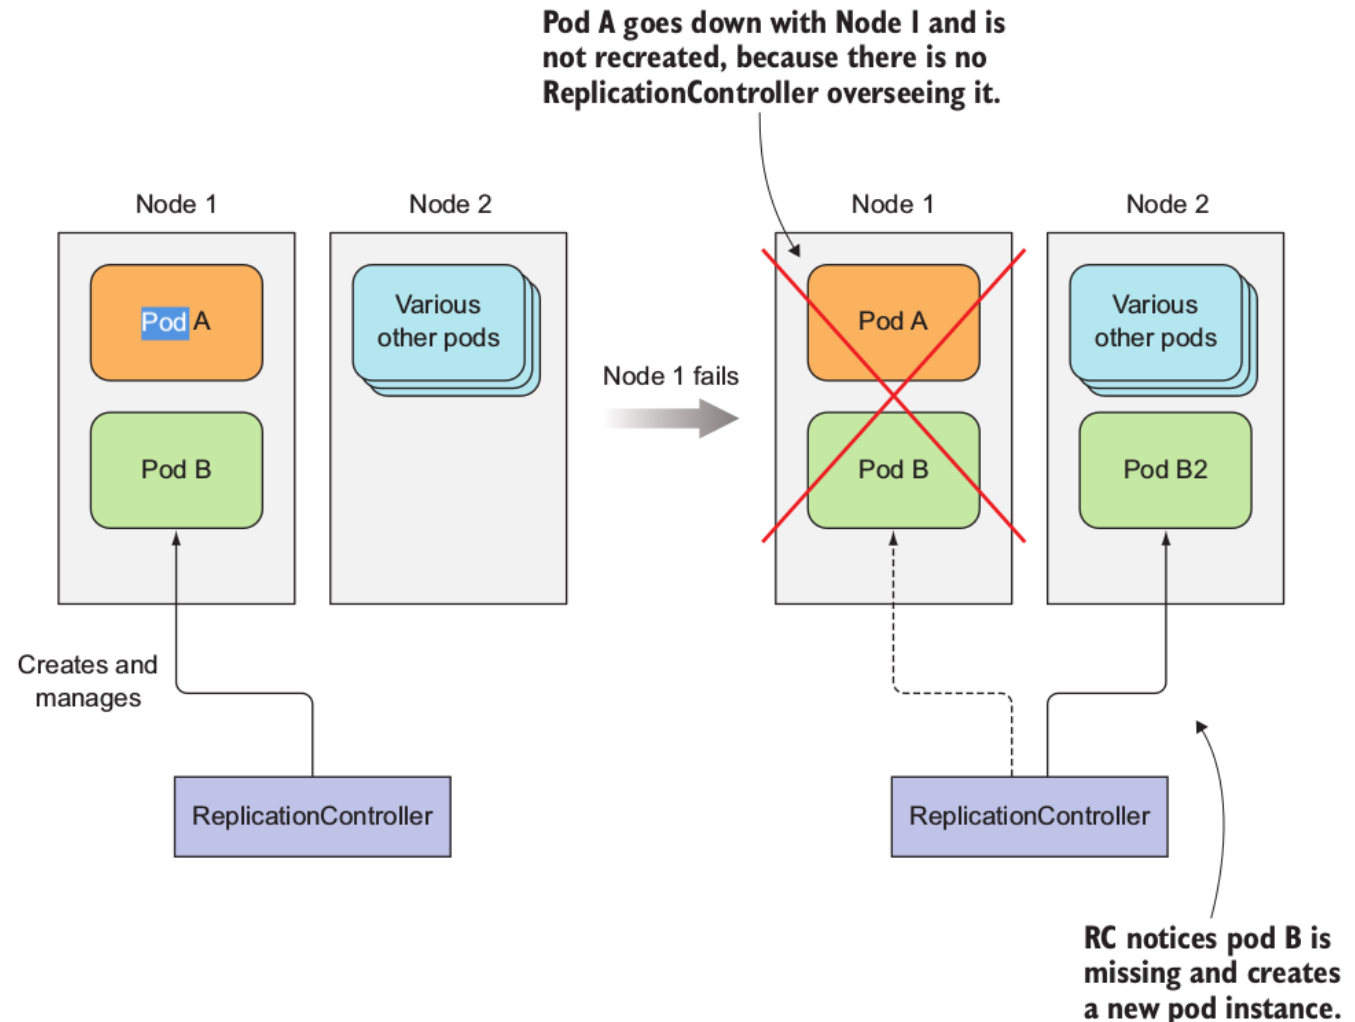 Pod A goes down with Node 1 and is
not recreated, because there is no
ReplicationController overseeing it.
Node 1
Node 2
Pod A
Various
other pods
Pod B
Creates and
manages
ReplicationController
Node 1 fails
Node 1
Node 2
Pod A
Various
other pods
Pod B
Pod B2
ReplicationController
RC notices pod B is
missing and creates
a new pod instance.